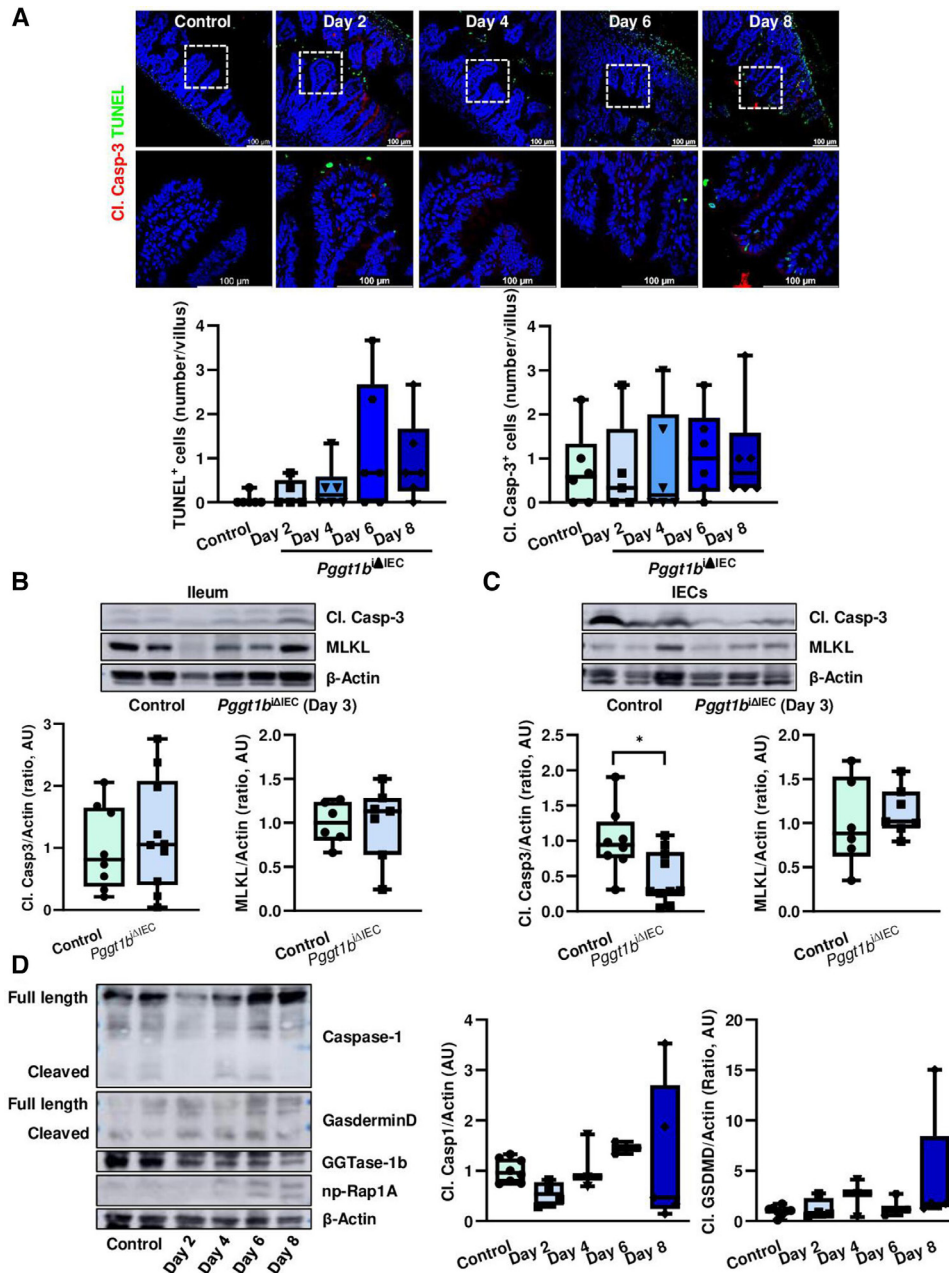 A
Control Day 2 Day 4 Day 6 Day 8
Cl. Casp-3 TUNEL
100 µm 100 µm 100 µm 100 µm 100 µm
100 µm 100 µm 100 µm 100 µm 100 µm
TUNEL+ cells (number/villus)
4
3
2
1
0
Control Day 2 Day 4 Day 6 Day 8
Pggt1biΔIEC
Cl. Casp-3+ cells (number/villus)
4
3
2
1
0
Control Day 2 Day 4 Day 6 Day 8
Pggt1biΔIEC
B
Ileum
Cl. Casp-3
MLKL
β-Actin
Control Pggt1biΔIEC (Day 3)
Cl. Casp3/Actin (ratio, AU)
3
2
1
0
Control Pggt1biΔIEC
MLKL/Actin (ratio, AU)
2.0
1.5
1.0
0.5
0.0
Control Pggt1biΔIEC
C
IECs
Cl. Casp-3
MLKL
β-Actin
Control Pggt1biΔIEC (Day 3)
Cl. Casp3/Actin (ratio, AU)
2.5
2.0
1.5
1.0
0.5
0.0
*
Control Pggt1biΔIEC
MLKL/Actin (ratio, AU)
2.0
1.5
1.0
0.5
0.0
Control Pggt1biΔIEC
D
Full length
Caspase-1
Cleaved
Full length
GasderminD
Cleaved
GGTase-1b
np-Rap1A
β-Actin
Control Day 2 Day 4 Day 6 Day 8
Cl. Casp1/Actin (AU)
4
3
2
1
0
Control Day 2 Day 4 Day 6 Day 8
Cl. GSDMD/Actin (Ratio, AU)
20
15
10
5
0
Control Day 2 Day 4 Day 6 Day 8